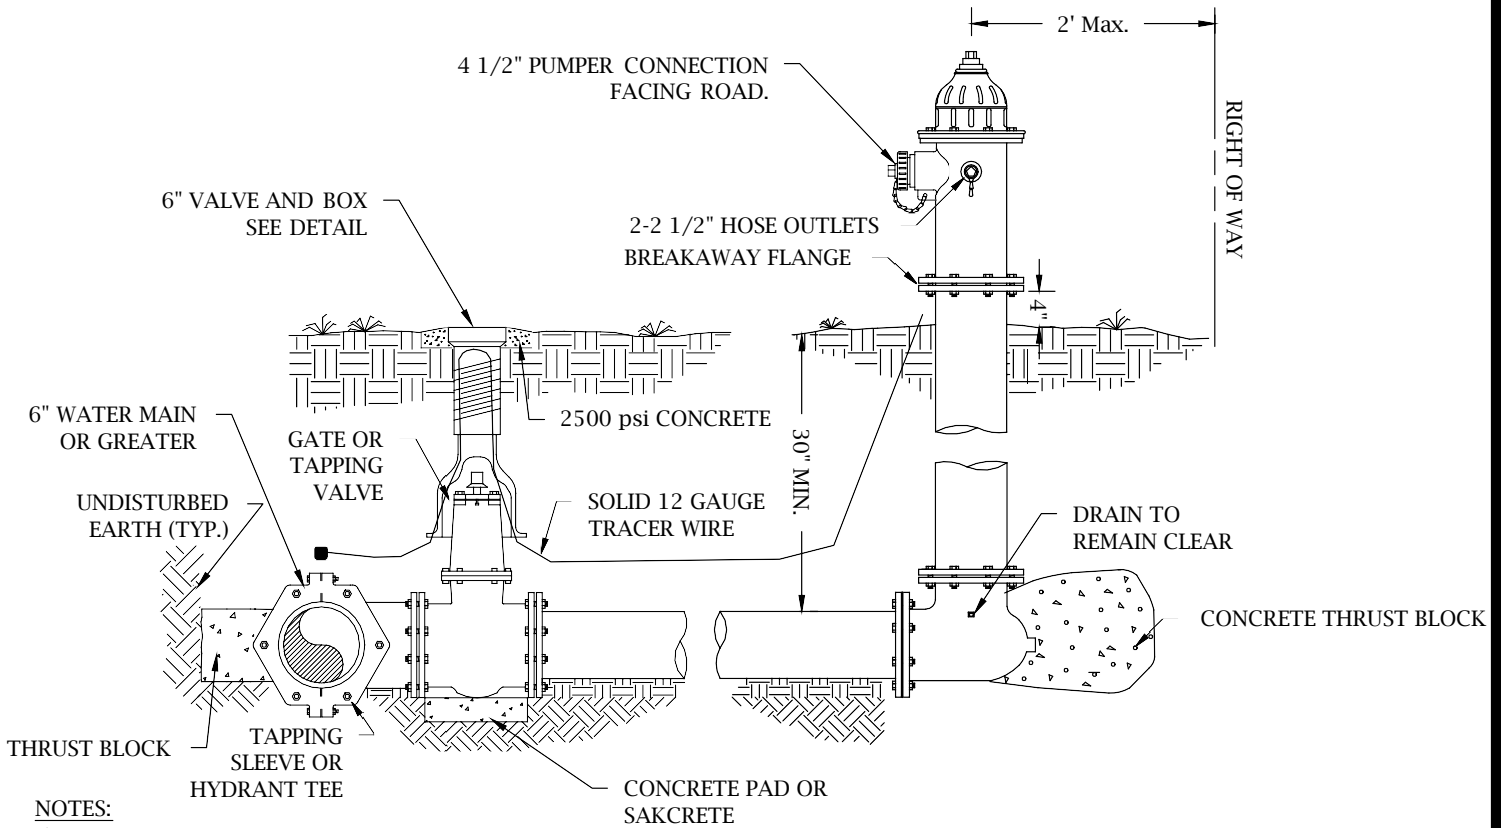 2' Max.
4 1/2" PUMPER CONNECTION
FACING ROAD.
RIGHT OF WAY
6" VALVE AND BOX
SEE DETAIL
2-2 1/2" HOSE OUTLETS
BREAKAWAY FLANGE
4"
6" WATER MAIN
OR GREATER
2500 psi CONCRETE
GATE OR
TAPPING
VALVE
30" MIN.
UNDISTURBED
EARTH (TYP.)
SOLID 12 GAUGE
TRACER WIRE
DRAIN TO
REMAIN CLEAR
CONCRETE THRUST BLOCK
THRUST BLOCK
TAPPING
SLEEVE OR
HYDRANT TEE
CONCRETE PAD OR
SAKCRETE
NOTES: